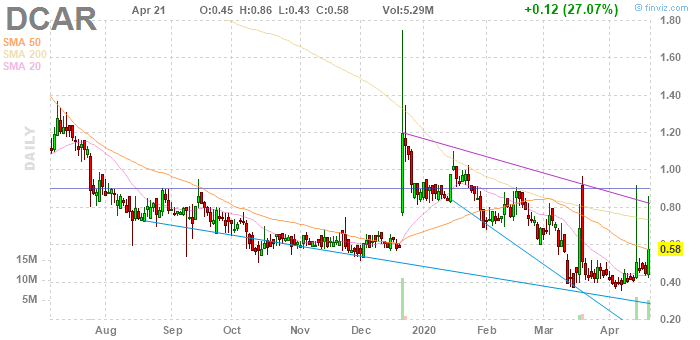 DCAR
Apr 21 O:0.45 H:0.86 L:0.43 C:0.58 Vol:5.29M +0.12 (27.07%)
© finviz.com
SMA 50
SMA 200
SMA 20
DAILY
1.80
1.60
1.40
1.20
1.00
0.80
0.58
0.40
0.20
15M
10M
5M
Aug Sep Oct Nov Dec 2020 Feb Mar Apr